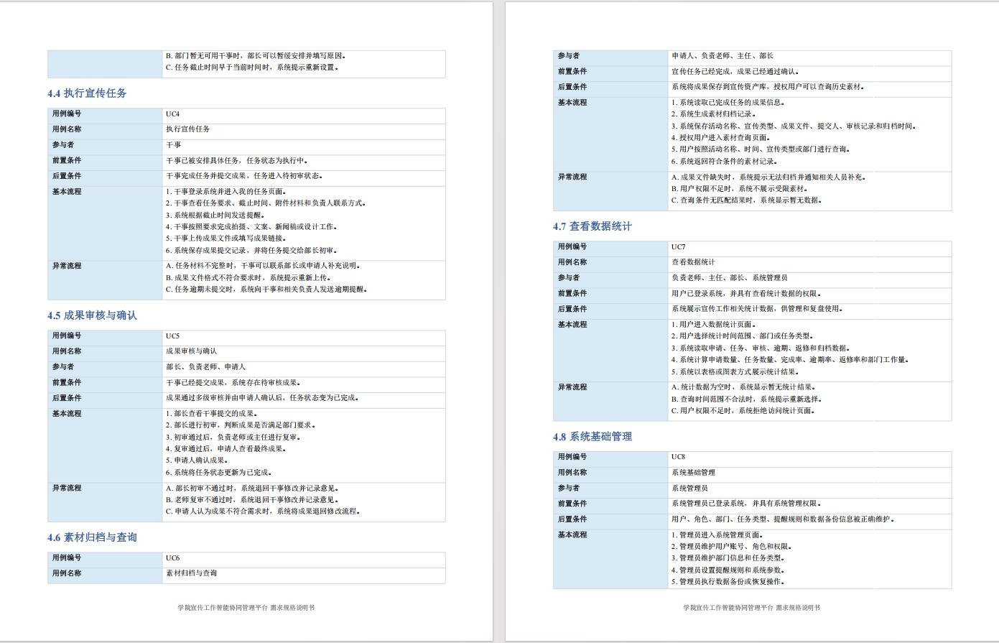 B. 部门暂无可用干事时，部长可以暂缓安排并填写原因。
C. 任务截止时间早于当前时间时，系统提示重新设置。
4.4 执行宣传任务
用例编号 UC4
用例名称 执行宣传任务
参与者 干事
前置条件 干事已被安排具体任务，任务状态为执行中。
后置条件 干事完成任务并提交成果，任务进入待初审状态。
基本流程 1. 干事登录系统并进入我的任务页面。
2. 干事查看任务要求、截止时间、附件材料和负责人联系方式。
3. 系统根据截止时间发送提醒。
4. 干事按照要求完成拍摄、文案、新闻稿或设计工作。
5. 干事上传成果文件或填写成果链接。
6. 系统保存成果提交记录，并将任务提交给部长初审。
异常流程 A. 任务材料不完整时，干事可以联系部长或申请人补充说明。
B. 成果文件格式不符合要求时，系统提示重新上传。
C. 任务逾期未提交时，系统向干事和相关负责人发送逾期提醒。
4.5 成果审核与确认
用例编号 UC5
用例名称 成果审核与确认
参与者 部长、负责老师、申请人
前置条件 干事已经提交成果，系统存在待审核成果。
后置条件 成果通过多级审核并由申请人确认后，任务状态变为已完成。
基本流程 1. 部长查看干事提交的成果。
2. 部长进行初审，判断成果是否满足部门要求。
3. 初审通过后，负责老师或主任进行复审。
4. 复审通过后，申请人查看最终成果。
5. 申请人确认成果。
6. 系统将任务状态更新为已完成。
异常流程 A. 部长初审不通过时，系统退回干事修改并记录意见。
B. 老师复审不通过时，系统退回干事修改并记录意见。
C. 申请人认为成果不符合需求时，系统将成果退回修改流程。
4.6 素材归档与查询
用例编号 UC6
用例名称 素材归档与查询
学院宣传工作智能协同管理平台 需求规格说明书
参与者 申请人、负责老师、主任、部长
前置条件 宣传任务已经完成，成果已经通过确认。
后置条件 系统将成果保存到宣传资产库，授权用户可以查询历史素材。
基本流程 1. 系统读取已完成任务的成果信息。
2. 系统生成素材归档记录。
3. 系统保存活动名称、宣传类型、成果文件、提交人、审核记录和归档时间。
4. 授权用户进入素材查询页面。
5. 用户按照活动名称、时间、宣传类型或部门进行查询。
6. 系统返回符合条件的素材记录。
异常流程 A. 成果文件缺失时，系统提示无法归档并通知相关人员补充。
B. 用户权限不足时，系统不展示受限素材。
C. 查询条件无匹配结果时，系统显示暂无数据。
4.7 查看数据统计
用例编号 UC7
用例名称 查看数据统计
参与者 负责老师、主任、部长、系统管理员
前置条件 用户已登录系统，并具有查看统计数据的权限。
后置条件 系统展示宣传工作相关统计数据，供管理和复盘使用。
基本流程 1. 用户进入数据统计页面。
2. 用户选择统计时间范围、部门或任务类型。
3. 系统读取申请、任务、审核、逾期、返修和归档数据。
4. 系统计算申请数量、任务数量、完成率、逾期率、返修率和部门工作量。
5. 系统以表格或图表方式展示统计结果。
异常流程 A. 统计数据为空时，系统显示暂无统计结果。
B. 查询时间范围不合法时，系统提示重新选择。
C. 用户权限不足时，系统拒绝访问统计页面。
4.8 系统基础管理
用例编号 UC8
用例名称 系统基础管理
参与者 系统管理员
前置条件 系统管理员已登录系统，并具有系统管理权限。
后置条件 用户、角色、部门、任务类型、提醒规则和数据备份信息被正确维护。
基本流程 1. 管理员进入系统管理页面。
2. 管理员维护用户账号、角色和权限。
3. 管理员维护部门信息和任务类型。
4. 管理员设置提醒规则和系统参数。
5. 管理员执行数据备份或恢复操作。
学院宣传工作智能协同管理平台 需求规格说明书